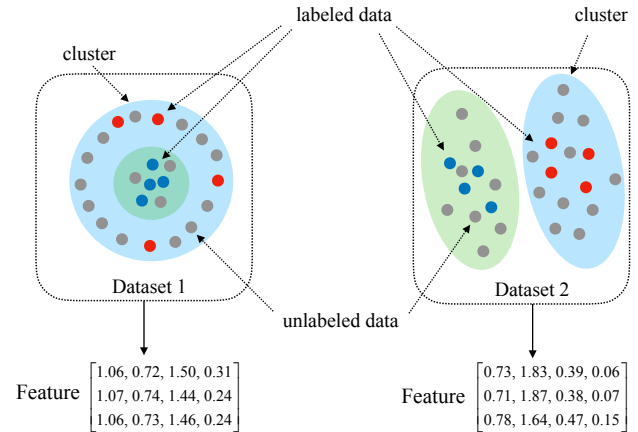 labeled data
cluster
cluster
Dataset 1
Dataset 2
unlabeled data
Feature
1.06, 0.72, 1.50, 0.31
1.07, 0.74, 1.44, 0.24
1.06, 0.73, 1.46, 0.24
Feature
0.73, 1.83, 0.39, 0.06
0.71, 1.87, 0.38, 0.07
0.78, 1.64, 0.47, 0.15